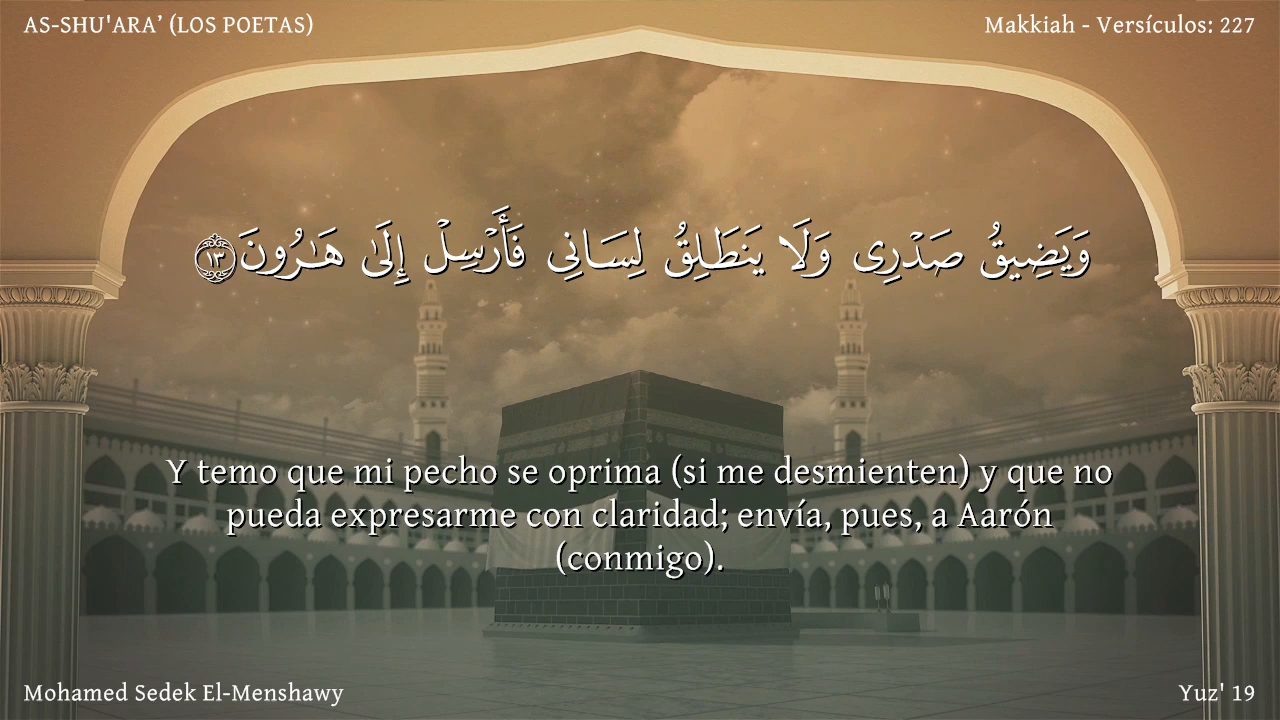 AS-SHU'ARA’ (LOS POETAS)
Makkiah - Versículos: 227
وَيَضِيقُ صَدْرِى وَلَا يَنطَلِقُ لِسَانِى فَأَرْسِلْ إِلَىٰ هَـٰرُونَ ١٣
Y temo que mi pecho se oprima (si me desmienten) y que no
pueda expresarme con claridad; envía, pues, a Aarón
(conmigo).
Mohamed Sedek El-Menshawy
Yuz' 19